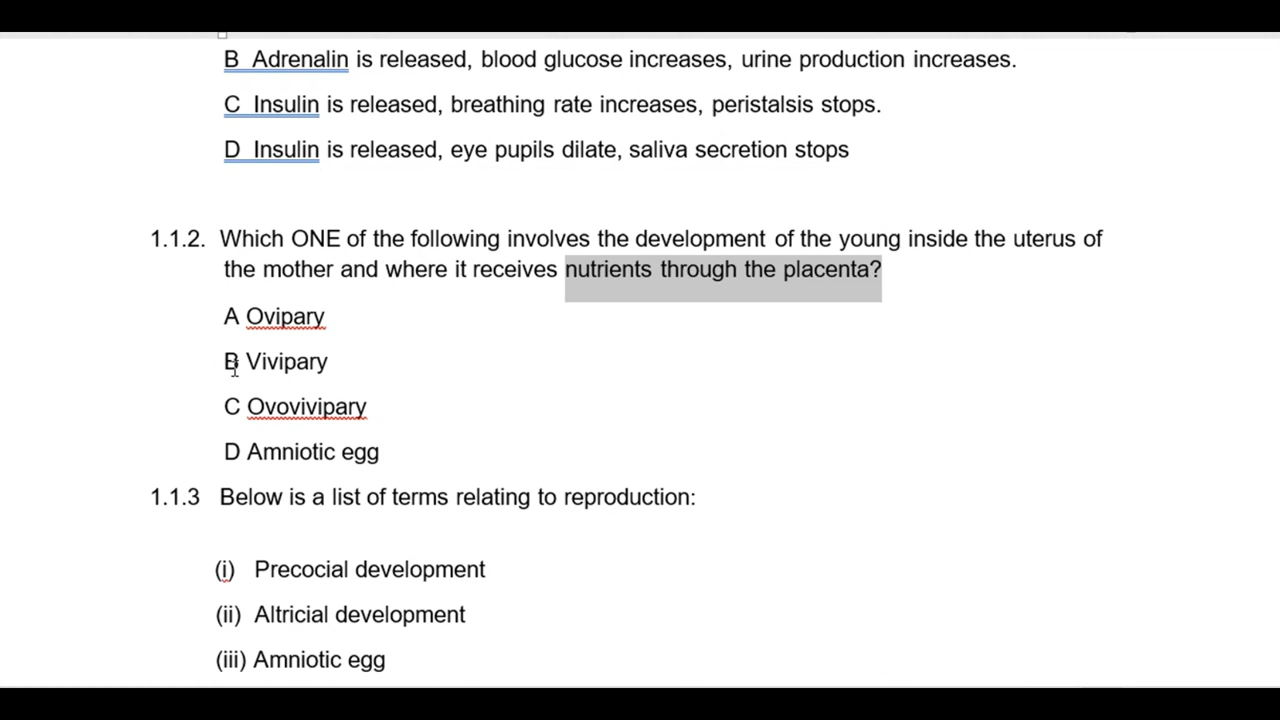 B Adrenalin is released, blood glucose increases, urine production increases.
C Insulin is released, breathing rate increases, peristalsis stops.
D Insulin is released, eye pupils dilate, saliva secretion stops
1.1.2. Which ONE of the following involves the development of the young inside the uterus of
the mother and where it receives nutrients through the placenta?
A Ovipary
B Vivipary
C Ovovivipary
D Amniotic egg
1.1.3 Below is a list of terms relating to reproduction:
(i) Precocial development
(ii) Altricial development
(iii) Amniotic egg